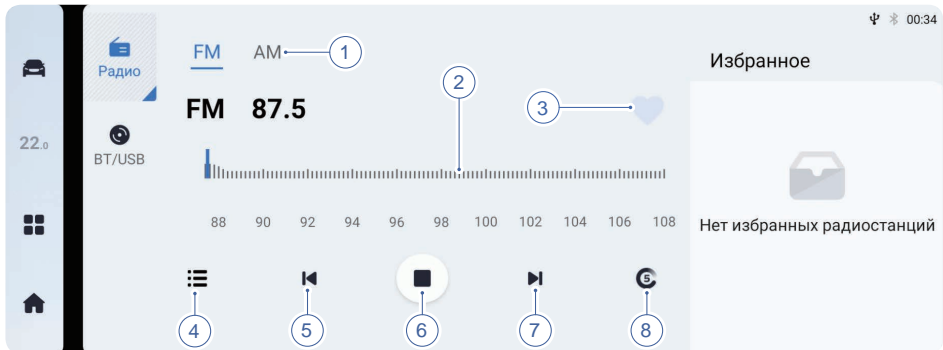 00:34
Радио
FM AM 1
Избранное
2
FM 87.5
3
22.0
BT/USB
88 90 92 94 96 98 100 102 104 106 108
Нет избранных радиостанций
5
4 5 6 7 8